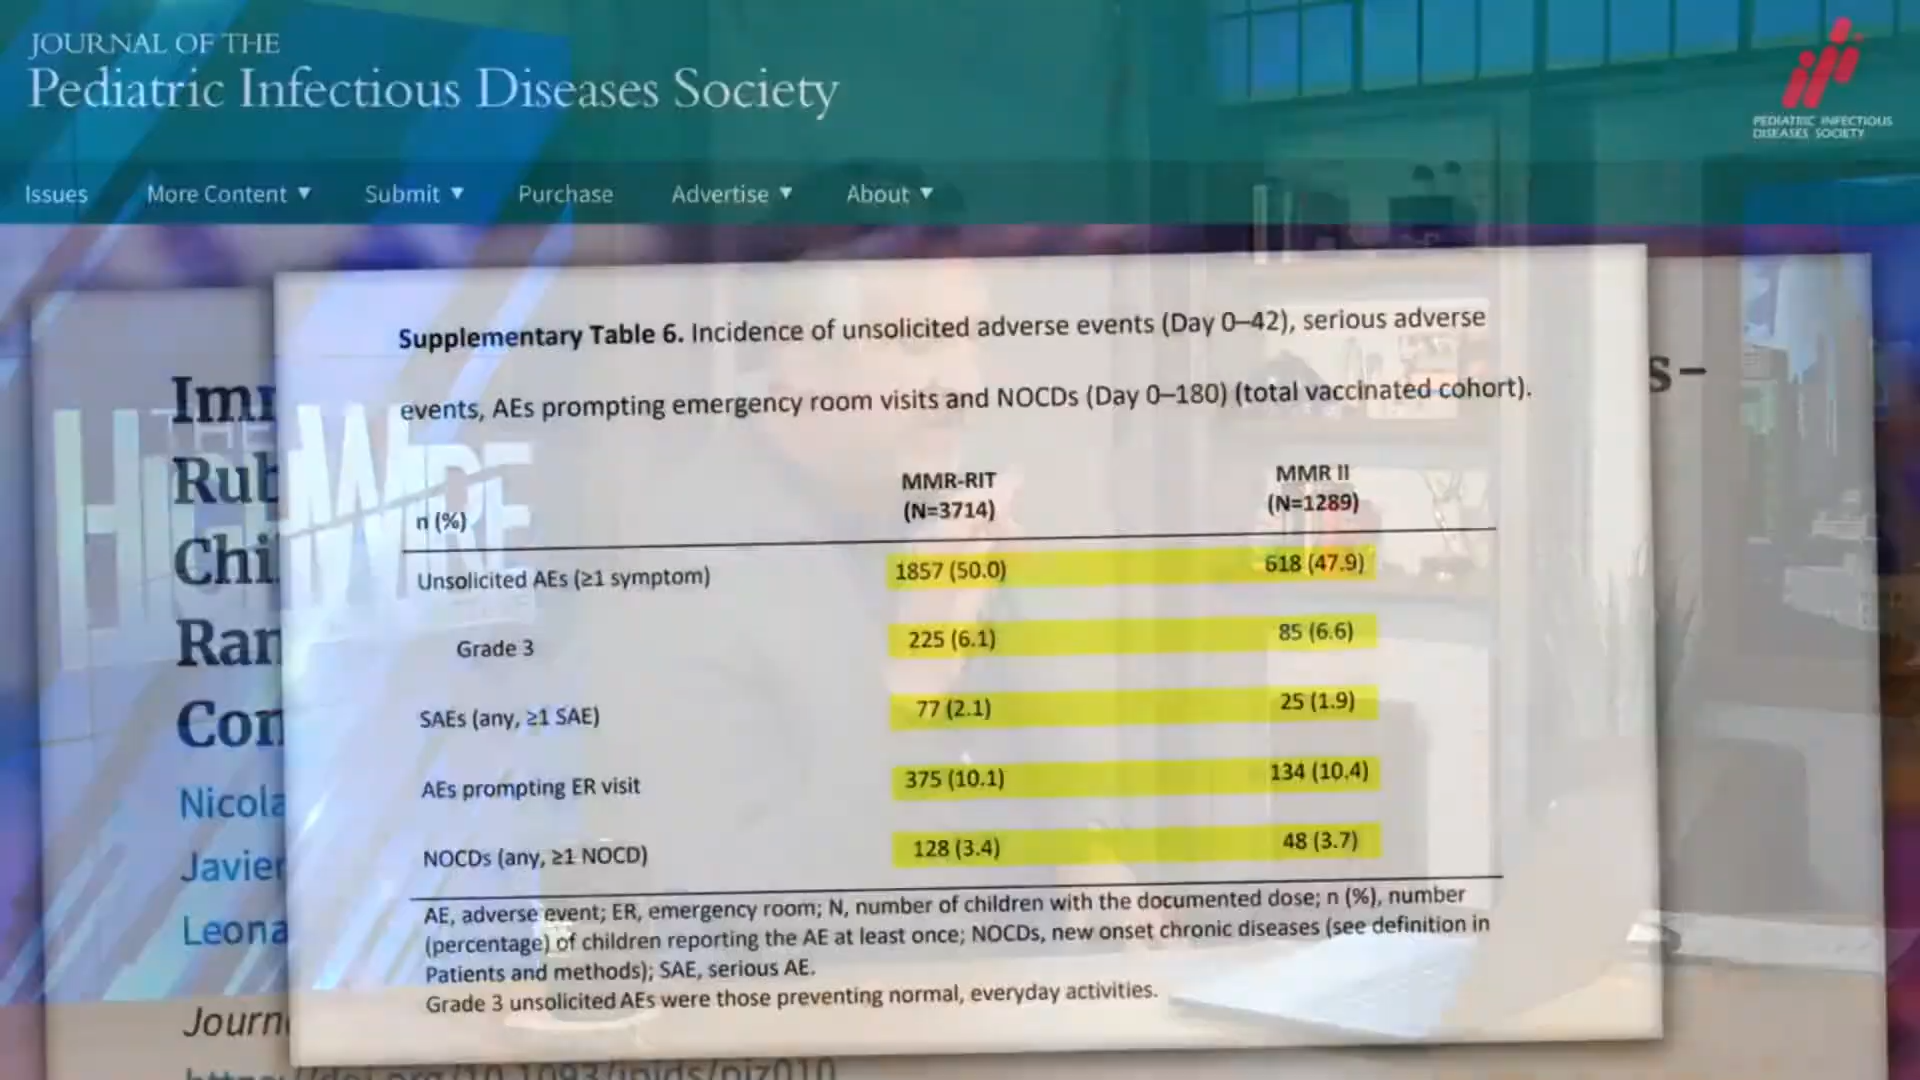 JOURNAL OF THE
Pediatric Infectious Diseases Society
PEDIATRIC INFECTIOUS
DISEASES SOCIETY
Issues More Content ▼ Submit ▼ Purchase Advertise ▼ About ▼
Supplementary Table 6. Incidence of unsolicited adverse events (Day 0–42), serious adverse
events, AEs prompting emergency room visits and NOCDs (Day 0–180) (total vaccinated cohort).
n (%) MMR-RIT (N=3714) MMR II (N=1289)
Unsolicited AEs (≥1 symptom) 1857 (50.0) 618 (47.9)
Grade 3 225 (6.1) 85 (6.6)
SAEs (any, ≥1 SAE) 77 (2.1) 25 (1.9)
AEs prompting ER visit 375 (10.1) 134 (10.4)
NOCDs (any, ≥1 NOCD) 128 (3.4) 48 (3.7)
AE, adverse event; ER, emergency room; N, number of children with the documented dose; n (%), number
(percentage) of children reporting the AE at least once; NOCDs, new onset chronic diseases (see definition in
Patients and methods); SAE, serious AE.
Grade 3 unsolicited AEs were those preventing normal, everyday activities.
THE
HIGHWIRE
Rub
Chi
Ran
Nicola
Javier
Leona
Journ